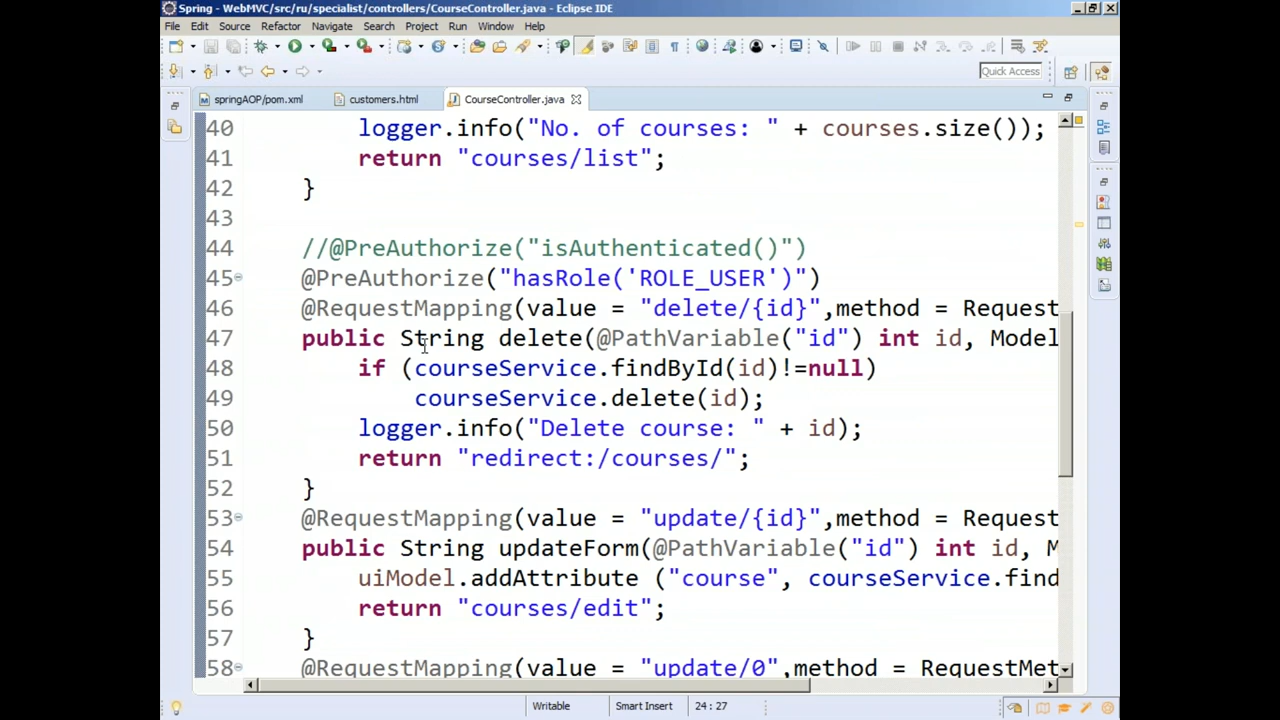 Spring - WebMVC/src/ru/specialist/controllers/CourseController.java - Eclipse IDE
File Edit Source Refactor Navigate Search Project Run Window Help
Quick Access
springAOP/pom.xml customers.html CourseController.java
40 logger.info("No. of courses: " + courses.size());
41 return "courses/list";
42 }
43
44 //@PreAuthorize("isAuthenticated()")
45 @PreAuthorize("hasRole('ROLE_USER')")
46 @RequestMapping(value = "delete/{id}",method = Request
47 public String delete(@PathVariable("id") int id, Model
48 if (courseService.findById(id)!=null)
49 courseService.delete(id);
50 logger.info("Delete course: " + id);
51 return "redirect:/courses/";
52 }
53 @RequestMapping(value = "update/{id}",method = Request
54 public String updateForm(@PathVariable("id") int id, M
55 uiModel.addAttribute ("course", courseService.find
56 return "courses/edit";
57 }
58 @RequestMapping(value = "update/0",method = RequestMet
Writable Smart Insert 24 : 27